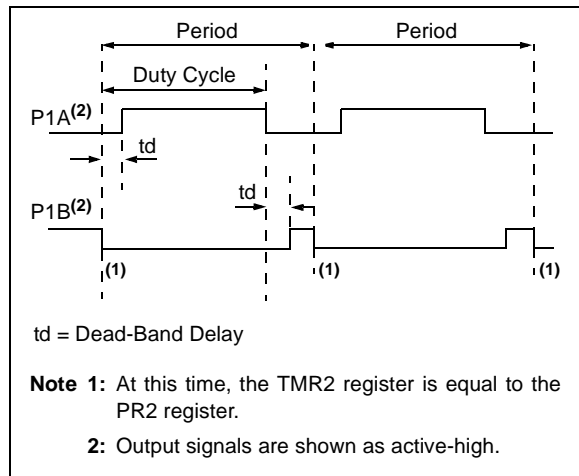 Period Period
Duty Cycle
P1A(2)
td
td
P1B(2)
(1) (1) (1)
td = Dead-Band Delay
Note 1: At this time, the TMR2 register is equal to the
PR2 register.
2: Output signals are shown as active-high.